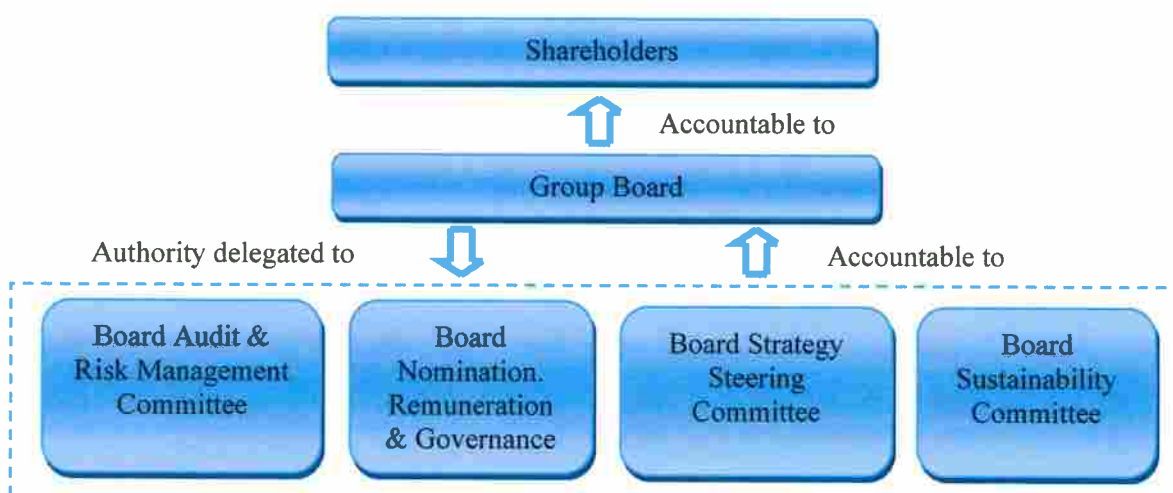 Shareholders
Accountable to
Group Board
Authority delegated to
Accountable to
Board Audit &
Risk Management
Committee
Board
Nomination.
Remuneration
& Governance
Board Strategy
Steering
Committee
Board
Sustainability
Committee